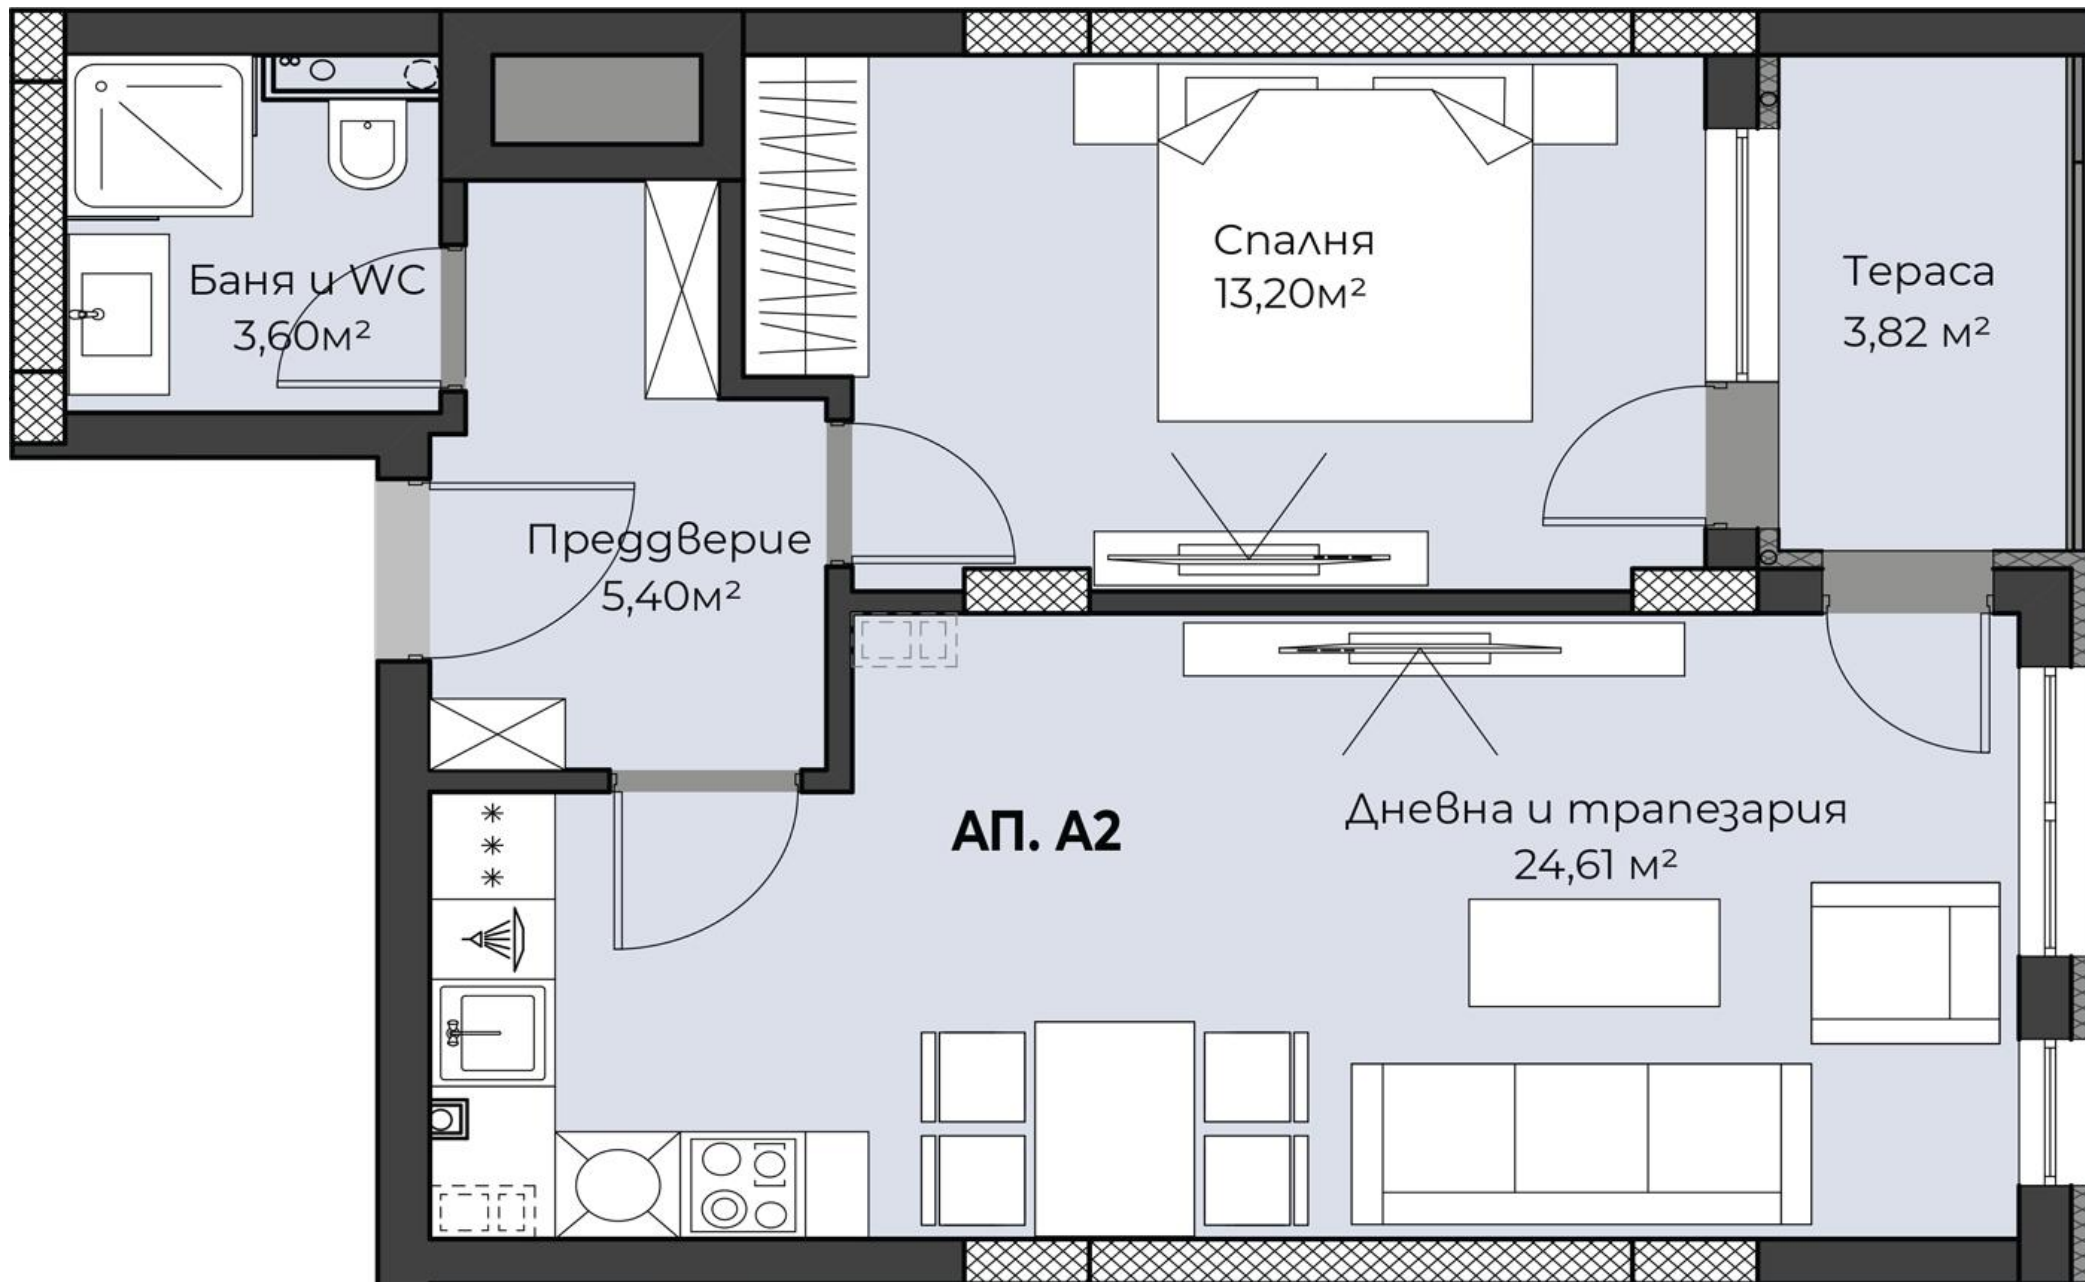 Спалня
13,20м²
Тераса
3,82 м²
Баня и WC
3,60м²
Преддверие
5,40м²
АП. А2
Дневна и трапезария
24,61 м²